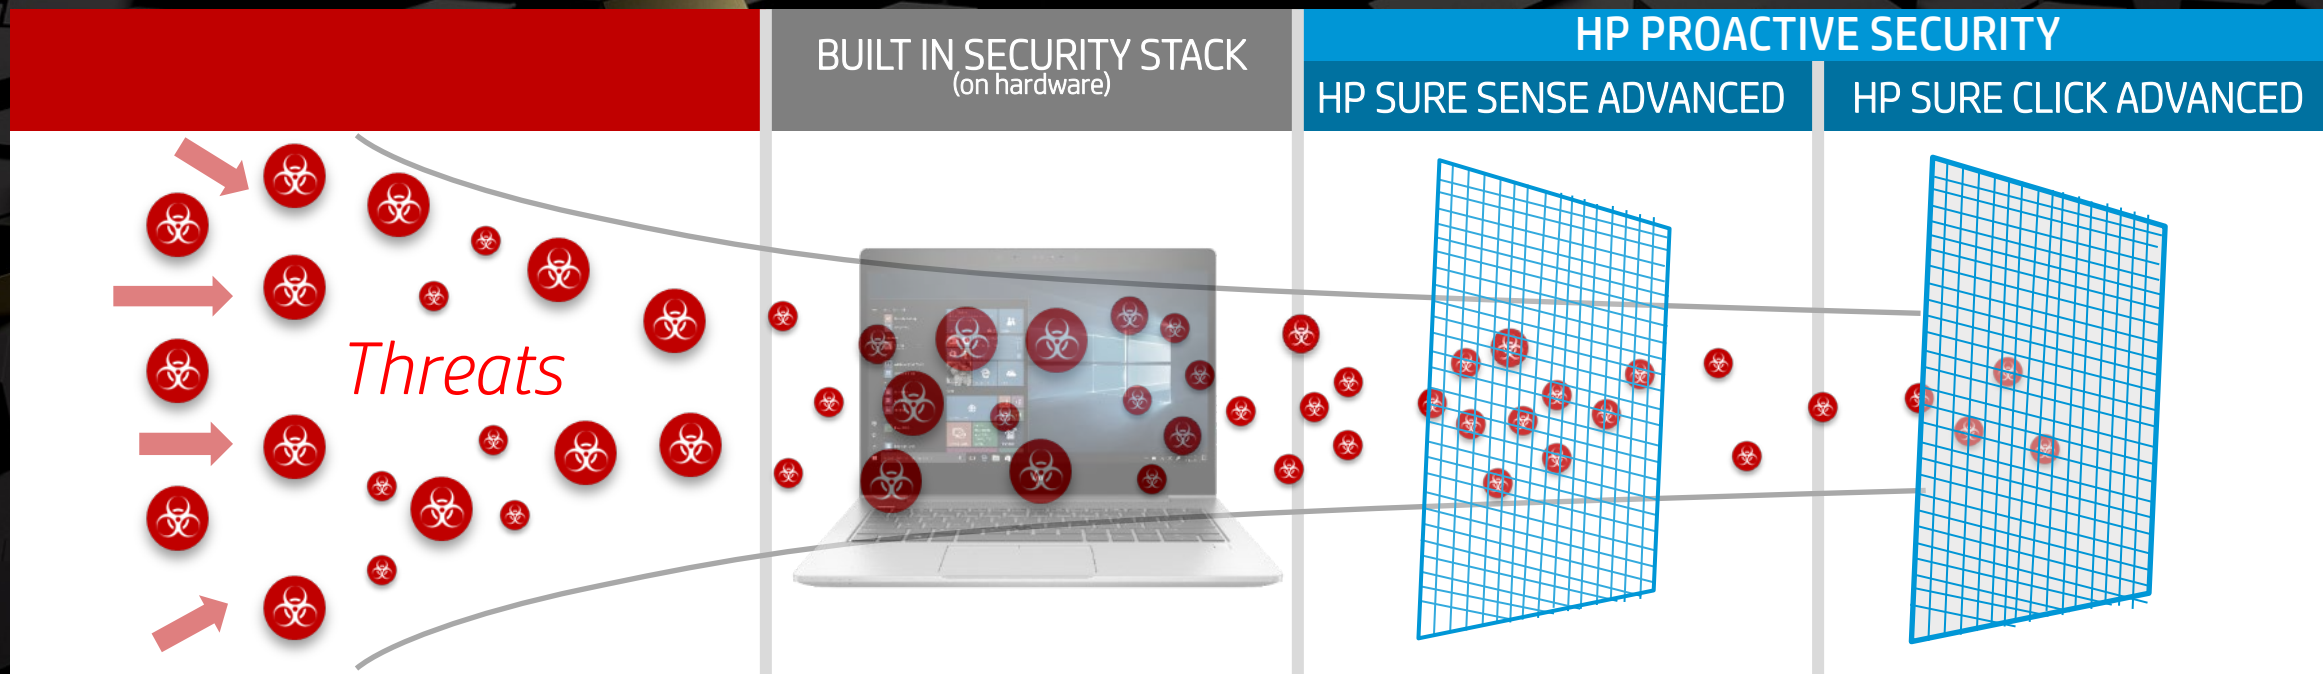 BUILT IN SECURITY STACK
(on hardware)
HP PROACTIVE SECURITY
HP SURE SENSE ADVANCED
HP SURE CLICK ADVANCED
Threats